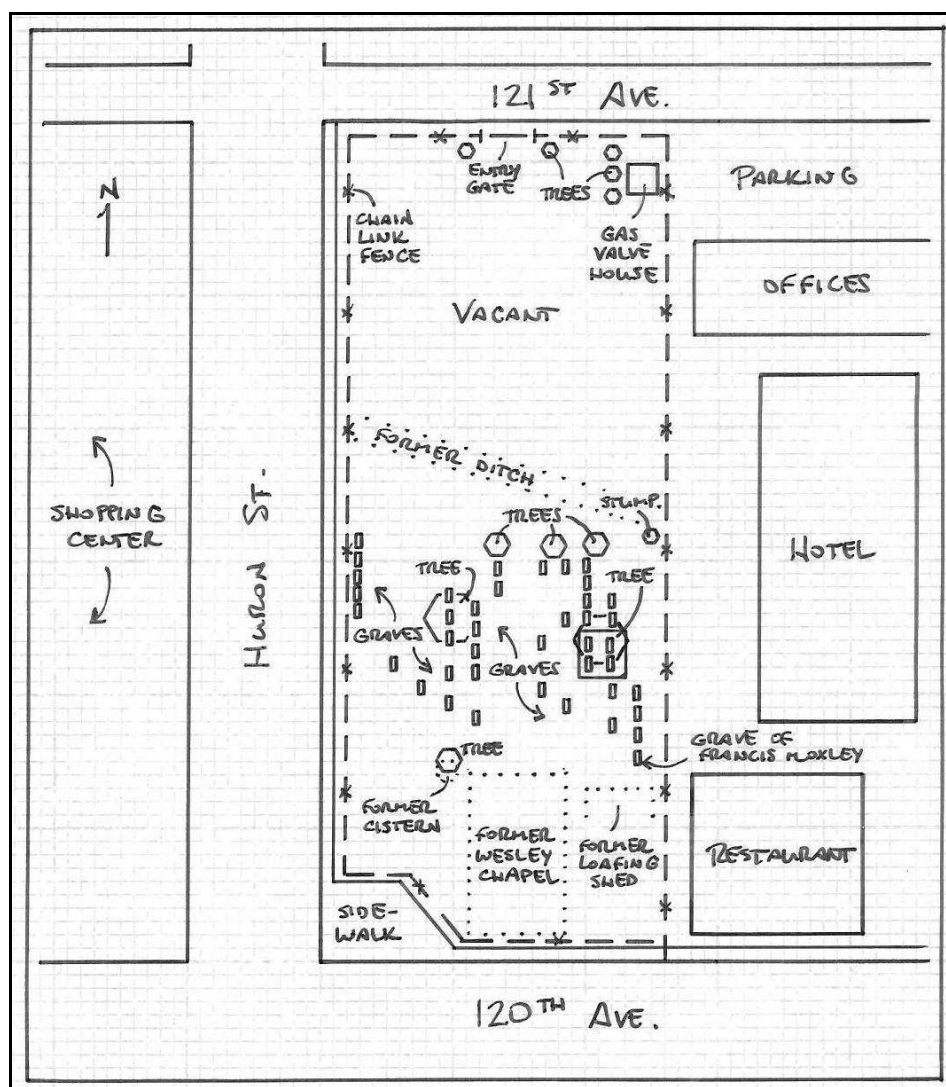 121ST AVE.
N
ENTRY
GATE
TREES
PARKING
CHAIN
LINK
FENCE
GAS
VALVE
HOUSE
OFFICES
VACANT
FORMER DITCH
SHOPPING
CENTER
HURON ST.
STUMP.
TREES
HOTEL
TREE
TREE
GRAVES
GRAVES
GRAVE OF
FRANCIS MOXLEY
TREE
FORMER
CISTERN
FORMER
WESLEY
CHAPEL
FORMER
LOAFING
SHED
RESTAURANT
SIDE-
WALK
120TH AVE.